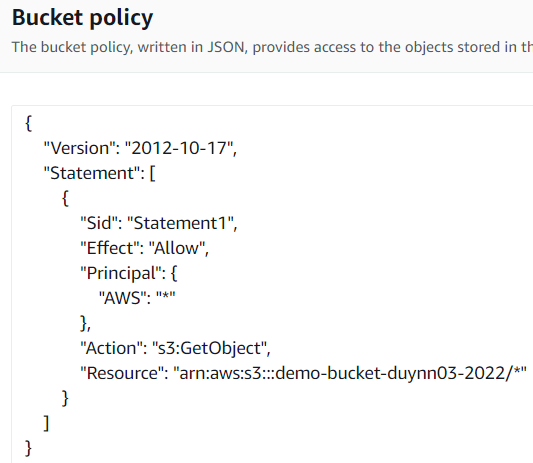 Bucket policy
The bucket policy, written in JSON, provides access to the objects stored in th
{
"Version": "2012-10-17",
"Statement": [
{
"Sid": "Statement1",
"Effect": "Allow",
"Principal": {
"AWS": "*"
},
"Action": "s3:GetObject",
"Resource": "arn:aws:s3:::demo-bucket-duynn03-2022/*"
}
]
}